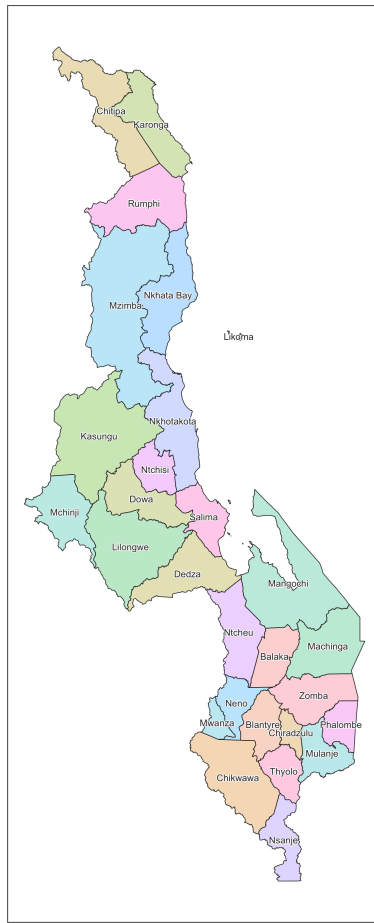 Chitipa
Karonga
Rumphi
Nkhata Bay
Mzimba
Likoma
Nkhotakota
Kasungu
Ntchisi
Dowa
Mchinji
Salima
Lilongwe
Dedza
Mangochi
Ntcheu
Machinga
Balaka
Zomba
Neno
Mwanza
Blantyre
Phalombe
Chiradzulu
Mulanje
Thyolo
Chikwawa
Nsanje